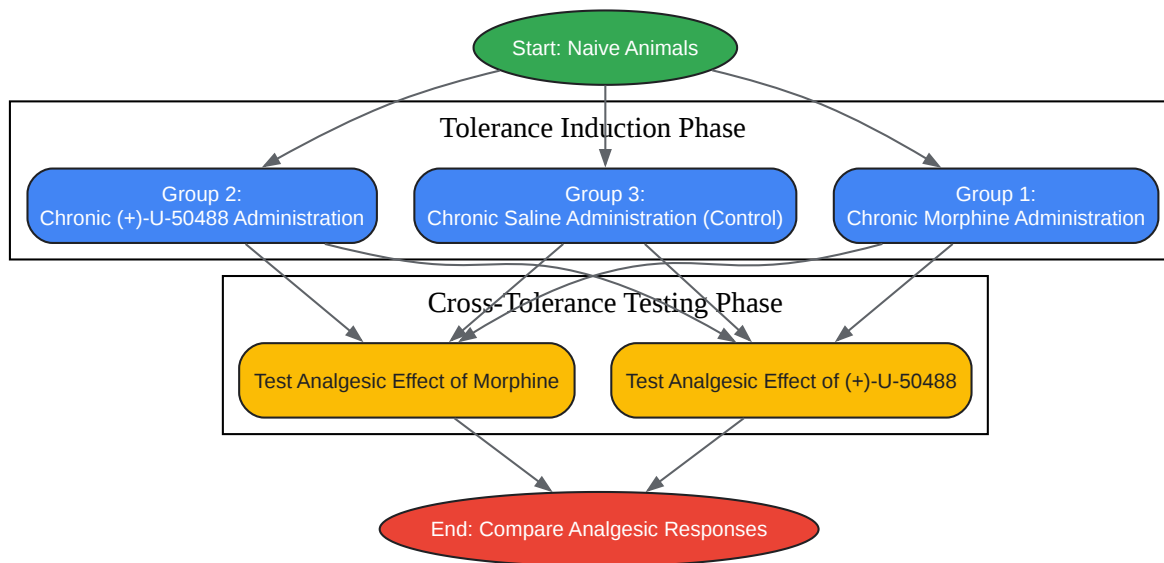 Start: Naive Animals
Tolerance Induction Phase
Group 2:
Chronic (+)-U-50488 Administration
Group 3:
Chronic Saline Administration (Control)
Group 1:
Chronic Morphine Administration
Cross-Tolerance Testing Phase
Test Analgesic Effect of Morphine
Test Analgesic Effect of (+)-U-50488
End: Compare Analgesic Responses